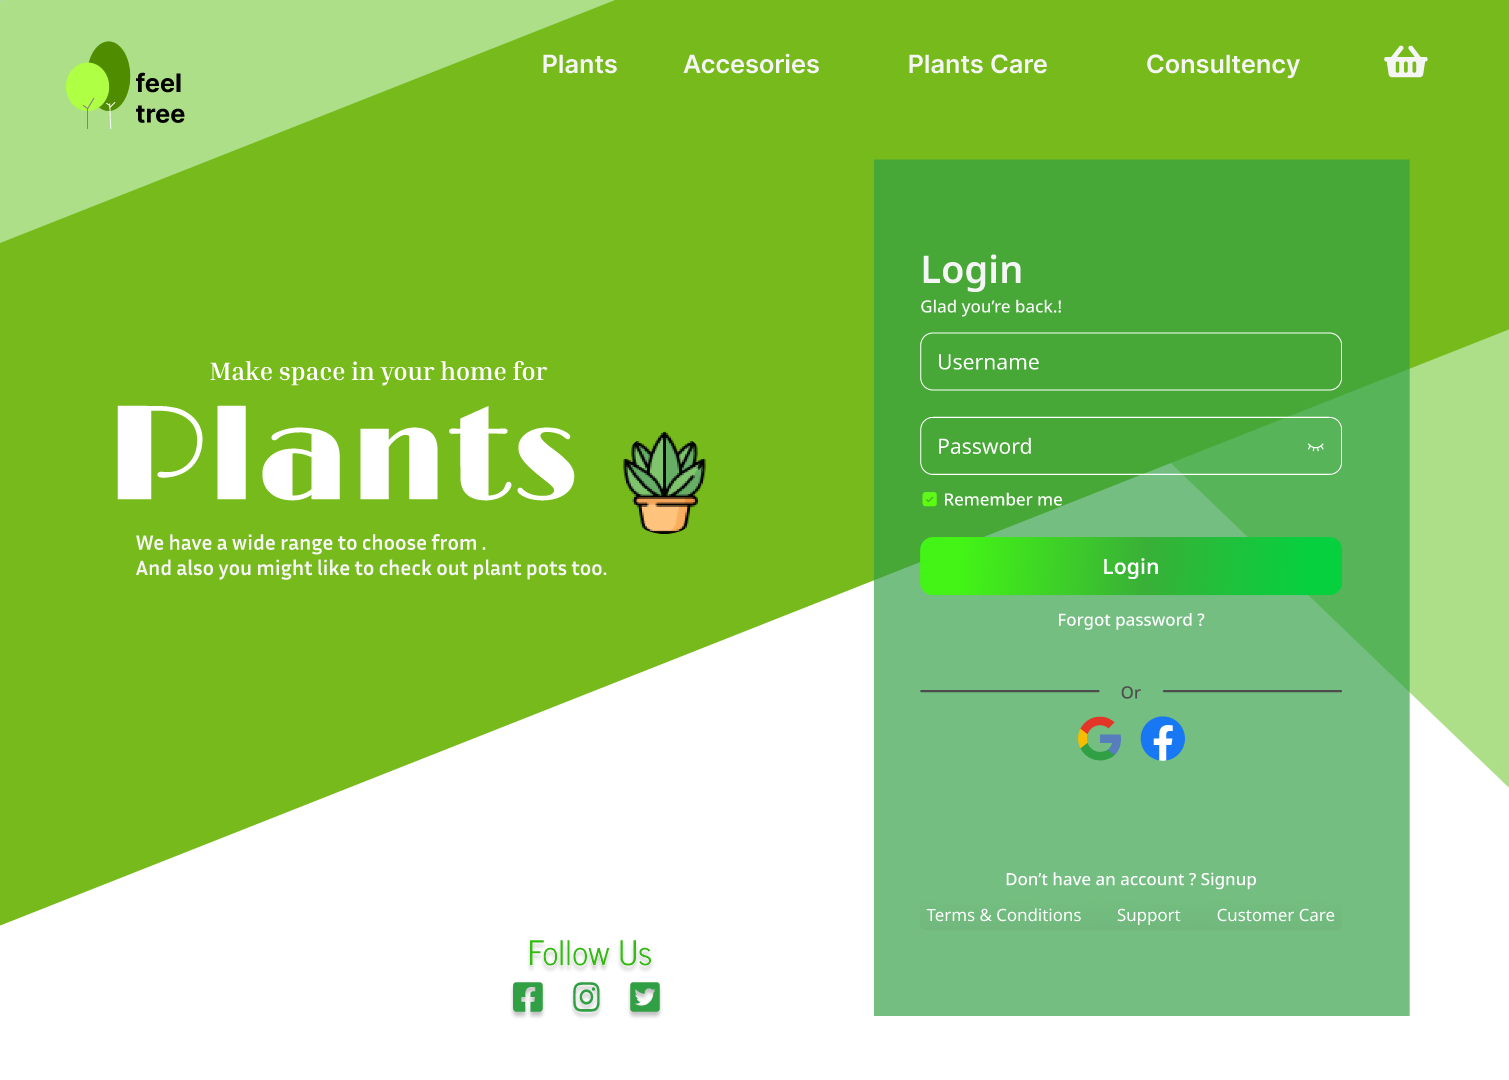 feel
tree
Plants
Accesories
Plants Care
Consultency
Make space in your home for
Plants
We have a wide range to choose from .
And also you might like to check out plant pots too.
Login
Glad you’re back.!
Username
Password
Remember me
Login
Forgot password ?
Or
Don’t have an account ? Signup
Terms & Conditions
Support
Customer Care
Follow Us